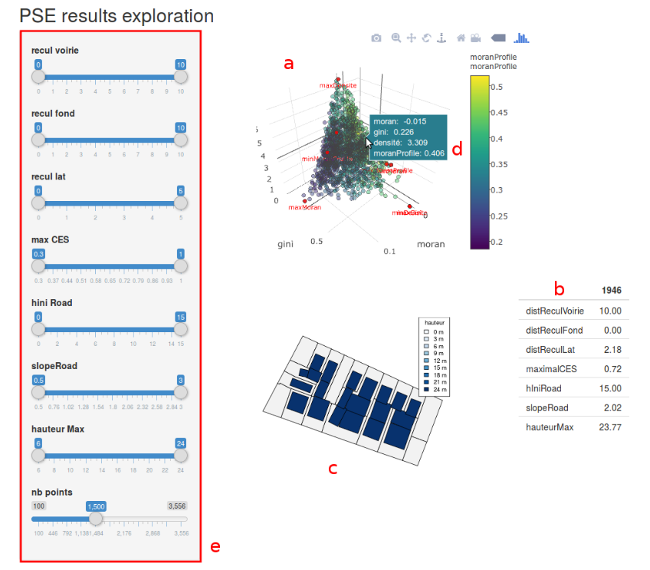 PSE results exploration
recul voirie
0 10
0 1 2 3 4 5 6 7 8 9 10
recul fond
0 10
0 1 2 3 4 5 6 7 8 9 10
recul lat
0 5
0 1 2 3 4 5
max CES
0.3 1
0.3 0.37 0.44 0.51 0.58 0.65 0.72 0.79 0.86 0.93 1
hini Road
0 15
0 2 4 6 8 10 12 14 15
slopeRoad
0.5 3
0.5 0.76 1.02 1.28 1.54 1.8 2.06 2.32 2.58 2.84 3
hauteur Max
6 24
6 8 10 12 14 16 18 20 22 24
nb points
100 1,500 3,556
100 446 792 1,138 1,484 2,176 2,868 3,556
e
a
moranProfile
moranProfile
0.5
0.45
0.4
0.35
0.3
0.25
0.2
moran: -0.015
gini: 0.226
densité: 3.309
moranProfile: 0.406
d
5
4
3
2
1
0
maxMoran
0
gini
0.5
0.1
moran
b
1946
distReculVoirie 10.00
distReculFond 0.00
distReculLat 2.18
maximalCES 0.72
hIniRoad 15.00
slopeRoad 2.02
hauteurMax 23.77
hauteur
0 m
3 m
6 m
9 m
12 m
15 m
18 m
21 m
24 m
c